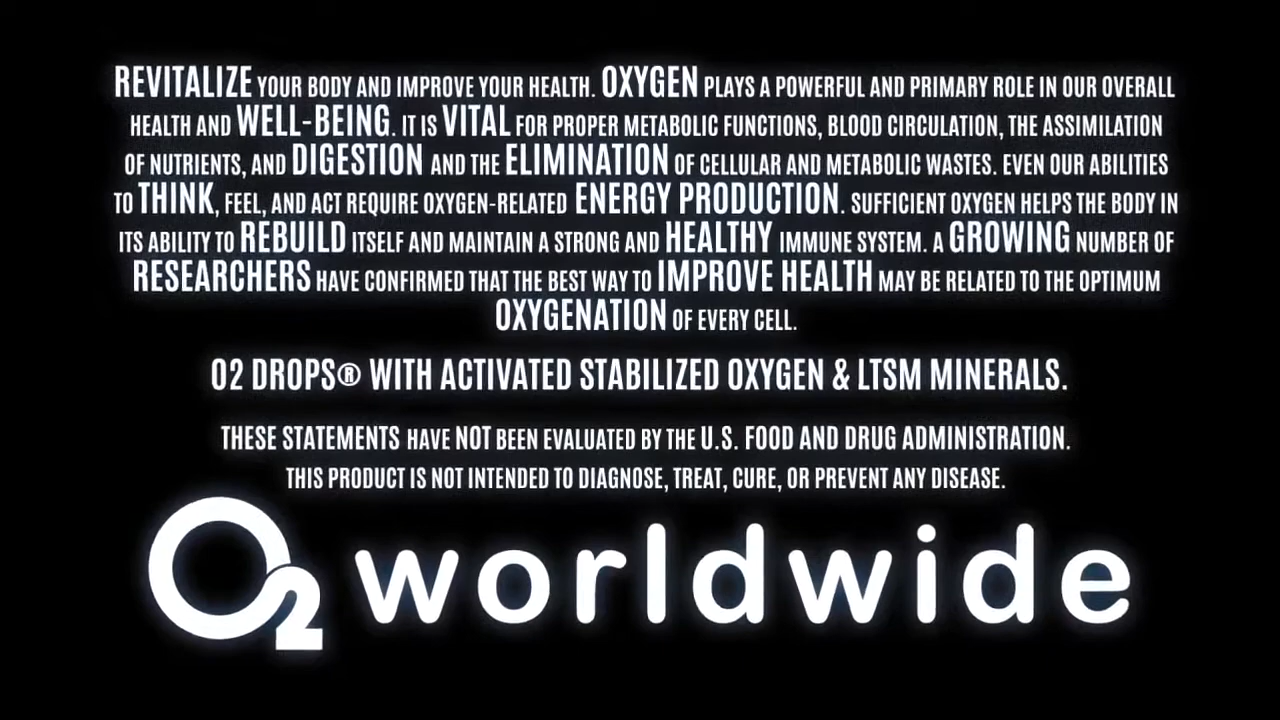 REVITALIZE YOUR BODY AND IMPROVE YOUR HEALTH. OXYGEN PLAYS A POWERFUL AND PRIMARY ROLE IN OUR OVERALL
HEALTH AND WELL-BEING. IT IS VITAL FOR PROPER METABOLIC FUNCTIONS, BLOOD CIRCULATION, THE ASSIMILATION
OF NUTRIENTS, AND DIGESTION AND THE ELIMINATION OF CELLULAR AND METABOLIC WASTES. EVEN OUR ABILITIES
TO THINK, FEEL, AND ACT REQUIRE OXYGEN-RELATED ENERGY PRODUCTION. SUFFICIENT OXYGEN HELPS THE BODY IN
ITS ABILITY TO REBUILD ITSELF AND MAINTAIN A STRONG AND HEALTHY IMMUNE SYSTEM. A GROWING NUMBER OF
RESEARCHERS HAVE CONFIRMED THAT THE BEST WAY TO IMPROVE HEALTH MAY BE RELATED TO THE OPTIMUM
OXYGENATION OF EVERY CELL.
O2 DROPS® WITH ACTIVATED STABILIZED OXYGEN & LTSM MINERALS.
THESE STATEMENTS HAVE NOT BEEN EVALUATED BY THE U.S. FOOD AND DRUG ADMINISTRATION.
THIS PRODUCT IS NOT INTENDED TO DIAGNOSE, TREAT, CURE, OR PREVENT ANY DISEASE.
O2 worldwide